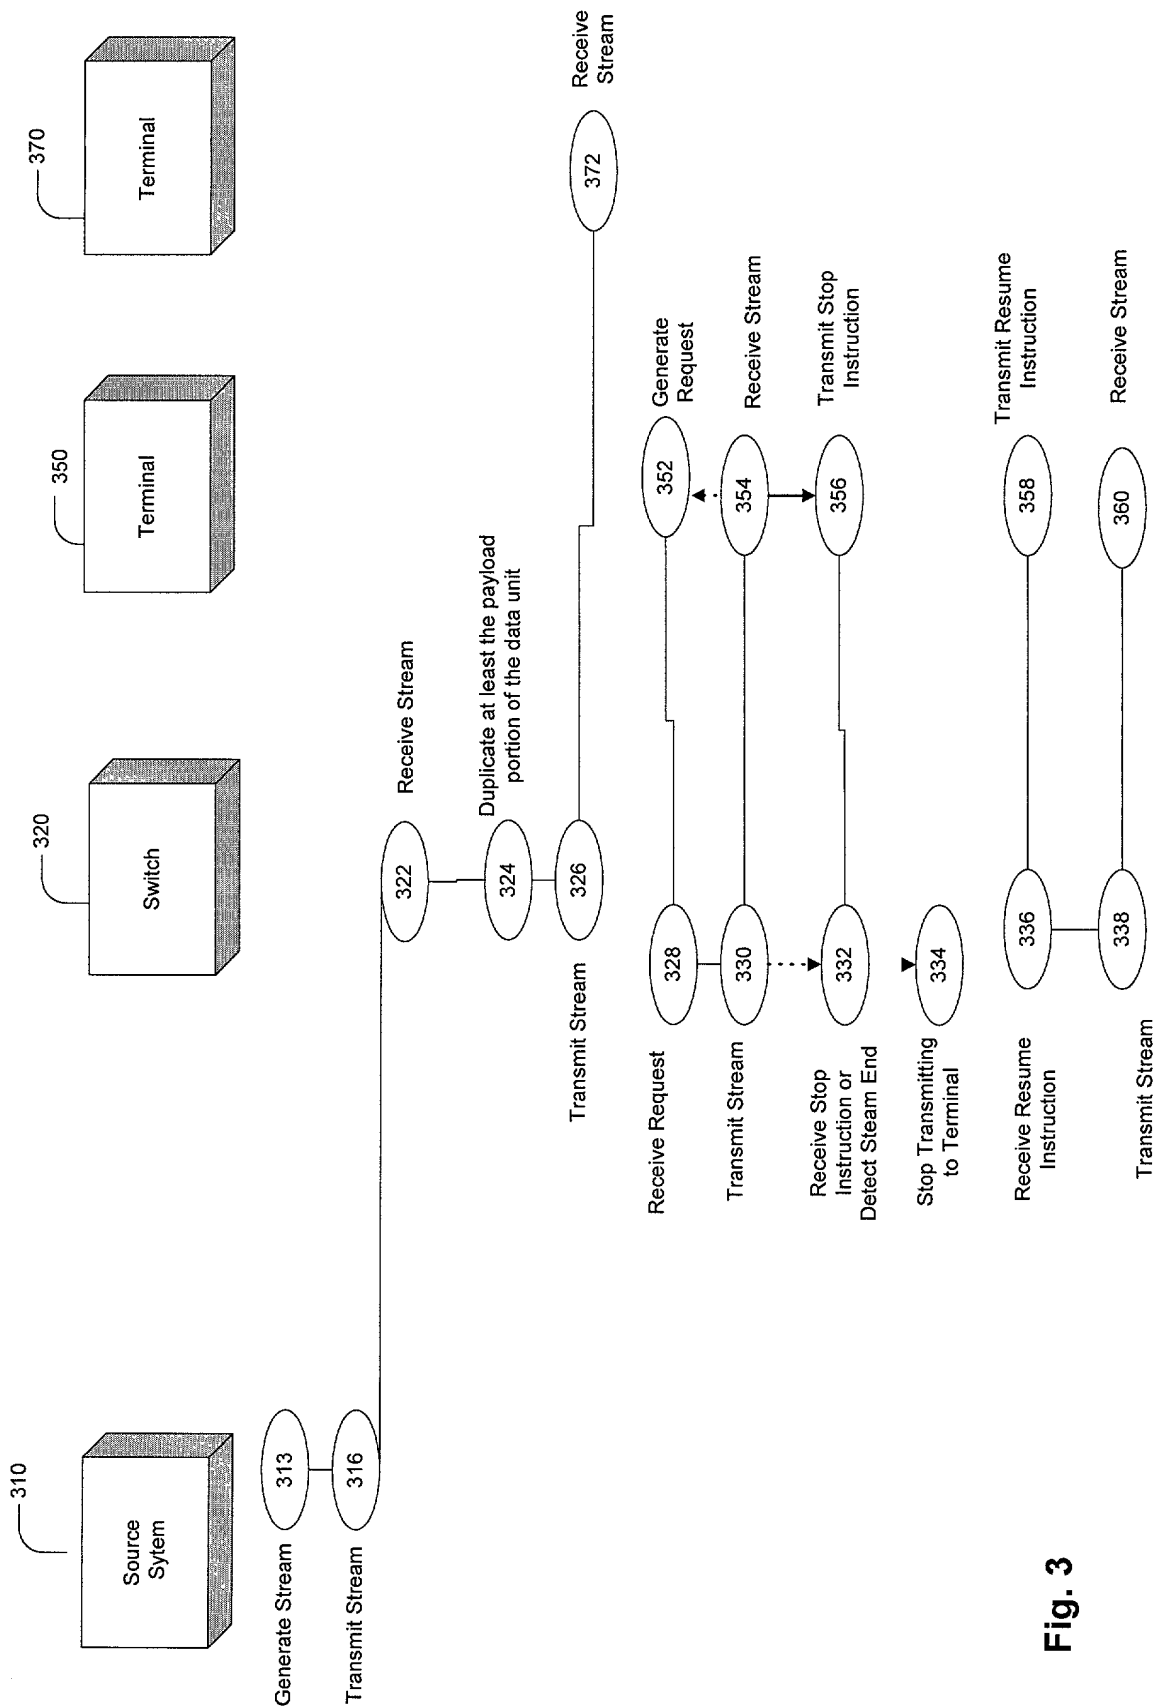 310
320
350
370
Source
Sytem
Switch
Terminal
Terminal
Generate Stream
313
Transmit Stream
316
322
Receive Stream
324
Duplicate at least the payload
portion of the data unit
Transmit Stream
326
372
Receive
Stream
Receive Request
328
352
Generate
Request
Transmit Stream
330
354
Receive Stream
Receive Stop
Instruction or
Detect Steam End
332
356
Transmit Stop
Instruction
Stop Transmitting
to Terminal
334
Receive Resume
Instruction
336
358
Transmit Resume
Instruction
Transmit Stream
338
360
Receive Stream
Fig. 3